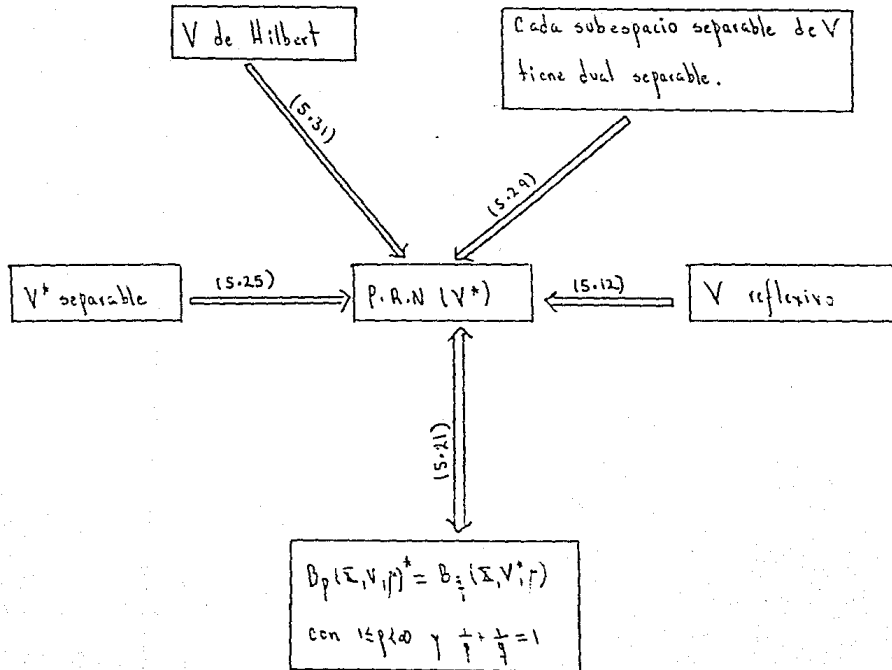 V de Hilbert
Cada subespacio separable de V
tiene dual separable.
(5.31)
(5.29)
V* separable
(5.25)
P.R.N (V*)
(5.12)
V reflexivo
(5.21)
Bp(Σ,V,μ)* = Bq(Σ,V*,μ)
con 1≤p<∞ y 1/p + 1/q = 1